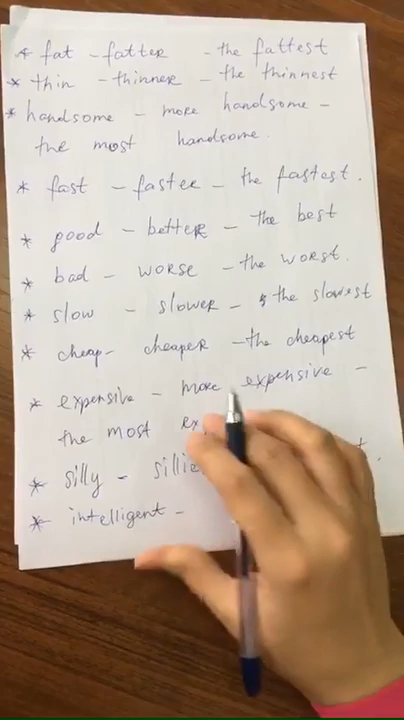 * fat - fatter - the fattest
* thin - thinner - the thinnest
* handsome - more handsome -
the most handsome.
* fast - faster - the fastest.
* good - better - the best
* bad - worse - the worst.
* slow - slower - the slowest
* cheap - cheaper - the cheapest
* expensive - more expensive -
the most
* silly -
* intelligent -